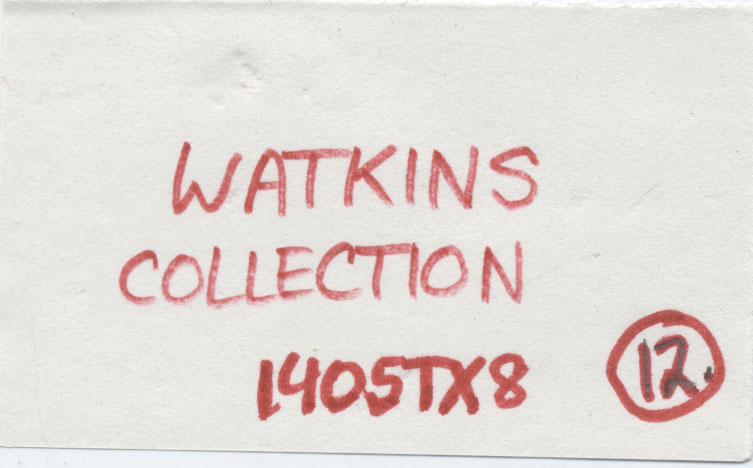 WATKINS
COLLECTION
1405TX8
12.